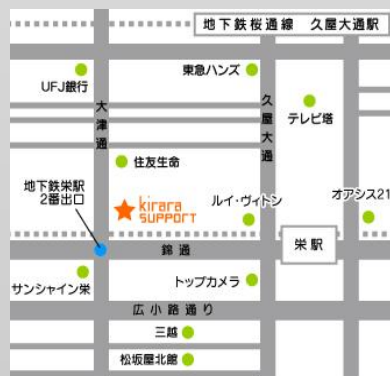 地下鉄桜通線 久屋大通駅
東急ハンズ
UFJ銀行
大津通
久屋大通
テレビ塔
住友生命
地下鉄栄駅
2番出口
kirara
SUPPORT
ルイ・ヴィトン
オアシス21
錦通
栄駅
サンシャイン栄
トップカメラ
広小路通り
三越
松坂屋北館